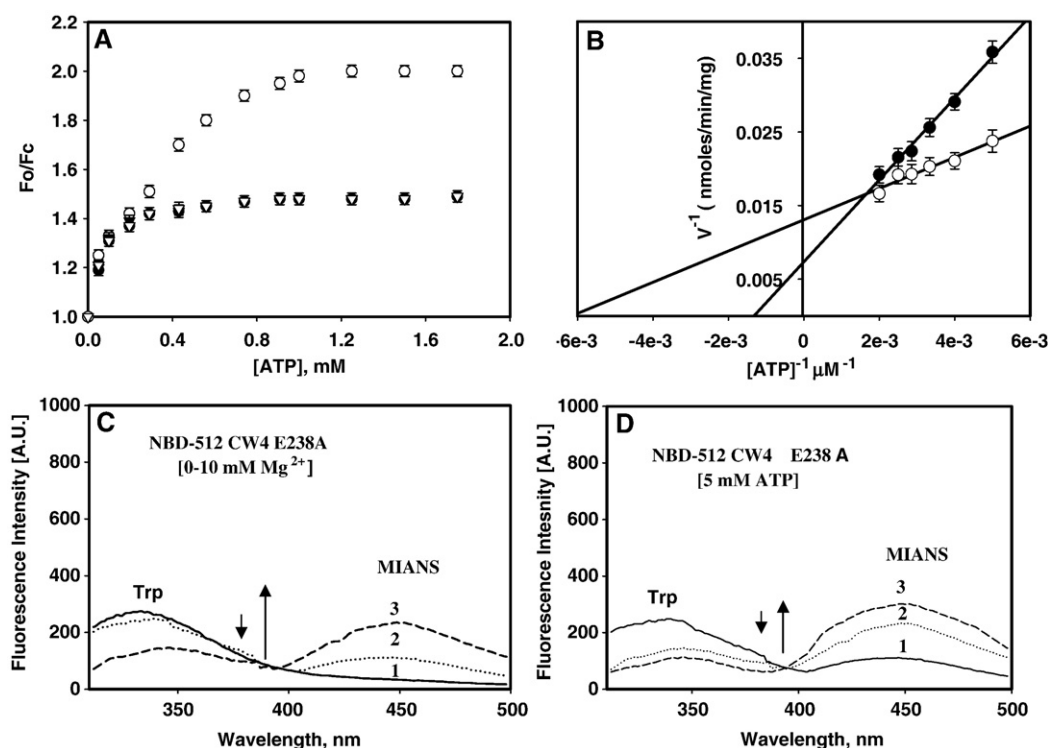 A
2.2
2.0
1.8
1.6
1.4
1.2
1.0
Fo/Fc
0.0 0.4 0.8 1.2 1.6 2.0
[ATP], mM
B
0.035
0.025
0.015
0.005
V⁻¹ ( nmoles/min/mg)
-6e-3 -4e-3 -2e-3 0 2e-3 4e-3 6e-3
[ATP]⁻¹ µM⁻¹
C
1000
800
600
400
200
0
Fluorescence Intensity [A.U.]
NBD-512 CW4 E238A
[0-10 mM Mg²⁺]
MIANS
Trp
3
2
1
350 400 450 500
Wavelength, nm
D
1000
800
600
400
200
0
Fluorescence Intesnity [A.U.]
NBD-512 CW4 E238 A
[5 mM ATP]
MIANS
Trp
3
2
1
350 400 450 500
Wavelength, nm